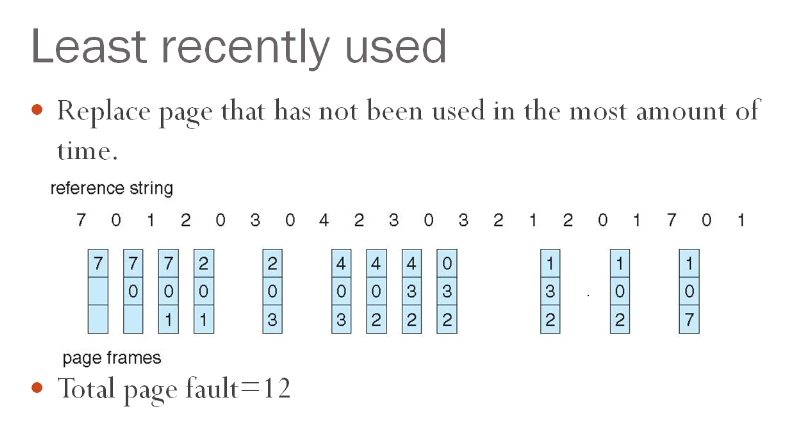 Least recently used
• Replace page that has not been used in the most amount of
time.
reference string
7 0 1 2 0 3 0 4 2 3 0 3 2 1 2 0 1 7 0 1
7 7 7 2 2 4 4 4 0 1 1 1
0 0 0 0 0 0 3 3 3 0 0
1 1 3 3 2 2 2 2 2 7
page frames
• Total page fault=12